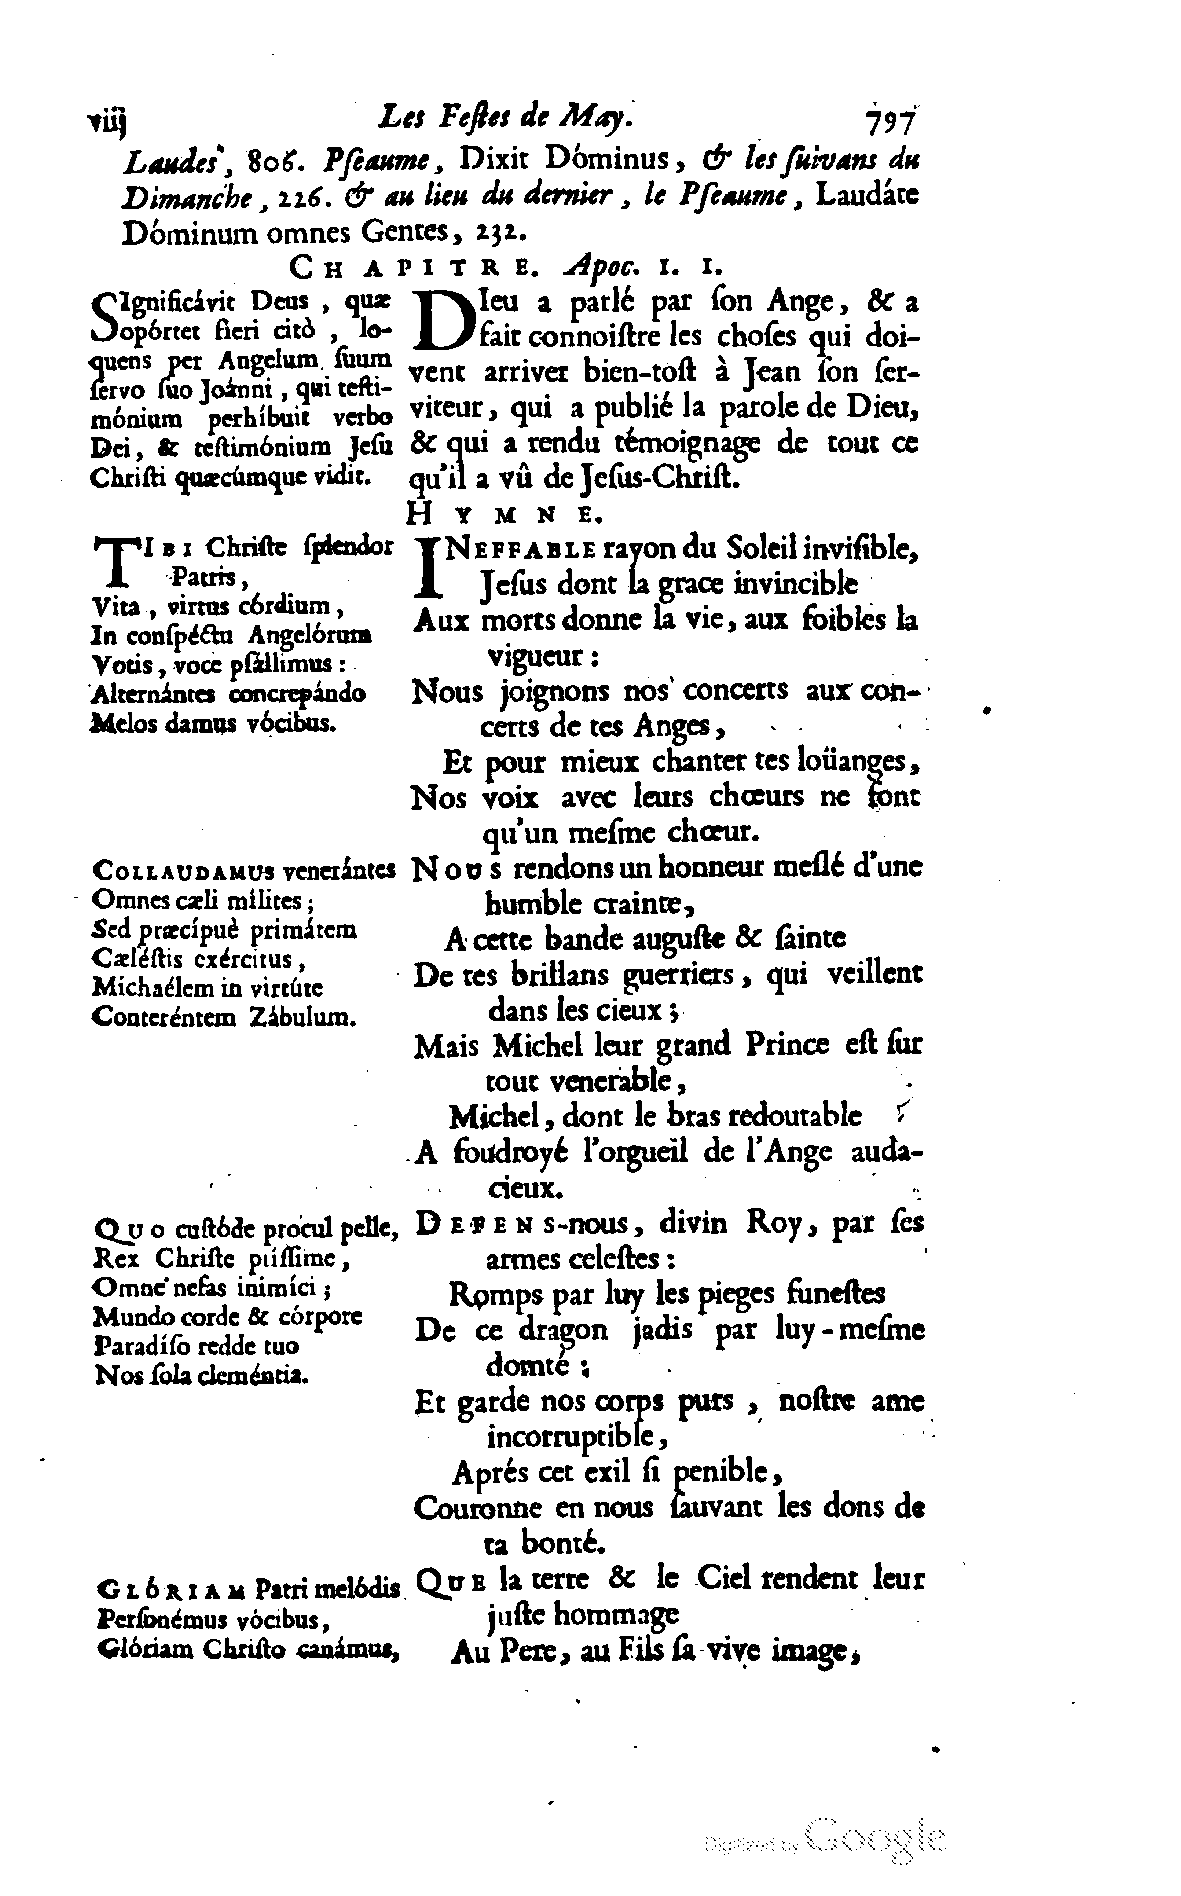 viij Les Feſtes de May. 797
Laudes, 806. Pſeaume, Dixit Dóminus, & les ſuivans du
Dimanche, 226. & au lieu du dernier, le Pſeaume, Laudáte
Dóminum omnes Gentes, 232.
CHAPITRE. Apoc. I. I.
SIgnificávit Deus, quæ
opórtet fieri citò, lo-
quens per Angelum ſuum
ſervo ſuo Joánni, qui teſti-
mónium perhíbuit verbo
Dei, & teſtimónium Jeſu
Chriſti quæcúmque vidit.
DIeu a parlé par ſon Ange, & a
fait connoiſtre les choſes qui doi-
vent arriver bien-toſt à Jean ſon ſer-
viteur, qui a publié la parole de Dieu,
& qui a rendu témoignage de tout ce
qu'il a vû de Jeſus-Chriſt.
HYMNE.
TIBI Chriſte ſplendor
Patris,
Vita, virtus córdium,
In conſpéctu Angelórum
Votis, voce pſállimus:
Alternántes concrepándo
Melos damus vócibus.
INEFFABLE rayon du Soleil inviſible,
Jeſus dont la grace invincible
Aux morts donne la vie, aux foibles la
vigueur:
Nous joignons nos concerts aux con-
certs de tes Anges,
Et pour mieux chanter tes loüanges,
Nos voix avec leurs chœurs ne ſont
qu'un meſme chœur.
COLLAUDAMUS venerántes
Omnes cæli mílites;
Sed præcípuè primátem
Cæléſtis exércitus,
Michaélem in virtúte
Conteréntem Zábulum.
NOUS rendons un honneur meſlé d'une
humble crainte,
A cette bande auguſte & ſainte
De tes brillans guerriers, qui veillent
dans les cieux;
Mais Michel leur grand Prince eſt ſur
tout venerable,
Michel, dont le bras redoutable
A foudroyé l'orgueil de l'Ange auda-
cieux.
QUO cuſtóde procul pelle,
Rex Chriſte piíſſime,
Omne nefas inimíci;
Mundo corde & córpore
Paradíſo redde tuo
Nos ſola cleméntia.
DEFENS-nous, divin Roy, par ſes
armes celeſtes:
Romps par luy les pieges funeſtes
De ce dragon jadis par luy-meſme
domté;
Et garde nos corps purs, noſtre ame
incorruptible,
Aprés cet exil ſi penible,
Couronne en nous ſauvant les dons de
ta bonté.
GLÓRIAM Patri melódis
Perſonémus vócibus,
Glóriam Chriſto canámus,
QUE la terre & le Ciel rendent leur
juſte hommage
Au Pere, au Fils ſa vive image,
Digitized by Google